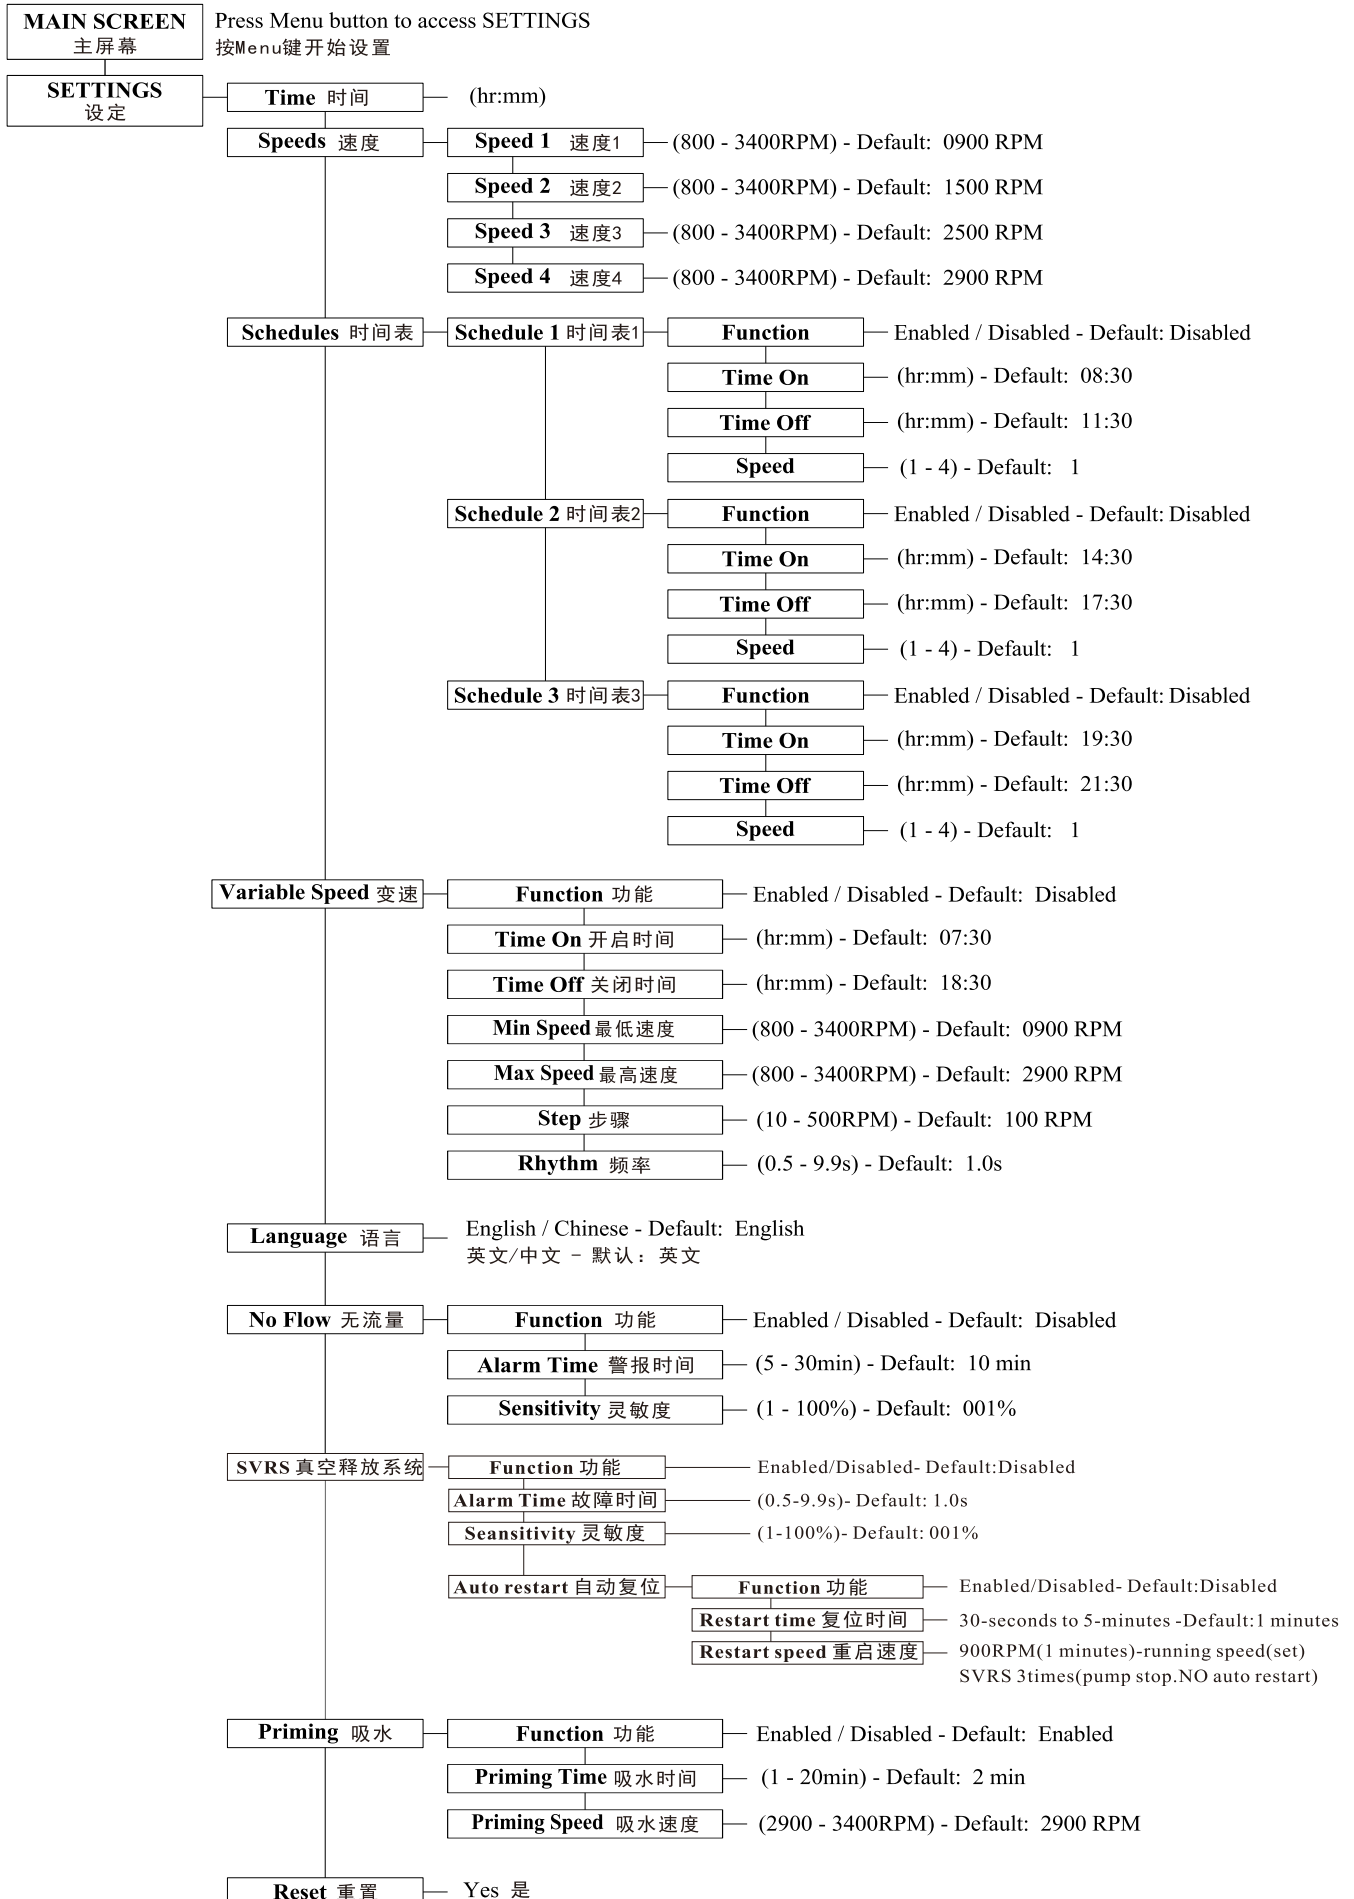 MAIN SCREEN
主屏幕
Press Menu button to access SETTINGS
按Menu键开始设置
SETTINGS
设定
Time 时间 (hr:mm)
Speeds 速度 Speed 1 速度1 (800 - 3400RPM) - Default: 0900 RPM
Speed 2 速度2 (800 - 3400RPM) - Default: 1500 RPM
Speed 3 速度3 (800 - 3400RPM) - Default: 2500 RPM
Speed 4 速度4 (800 - 3400RPM) - Default: 2900 RPM
Schedules 时间表 Schedule 1 时间表1 Function Enabled / Disabled - Default: Disabled
Time On (hr:mm) - Default: 08:30
Time Off (hr:mm) - Default: 11:30
Speed (1 - 4) - Default: 1
Schedule 2 时间表2 Function Enabled / Disabled - Default: Disabled
Time On (hr:mm) - Default: 14:30
Time Off (hr:mm) - Default: 17:30
Speed (1 - 4) - Default: 1
Schedule 3 时间表3 Function Enabled / Disabled - Default: Disabled
Time On (hr:mm) - Default: 19:30
Time Off (hr:mm) - Default: 21:30
Speed (1 - 4) - Default: 1
Variable Speed 变速 Function 功能 Enabled / Disabled - Default: Disabled
Time On 开启时间 (hr:mm) - Default: 07:30
Time Off 关闭时间 (hr:mm) - Default: 18:30
Min Speed 最低速度 (800 - 3400RPM) - Default: 0900 RPM
Max Speed 最高速度 (800 - 3400RPM) - Default: 2900 RPM
Step 步骤 (10 - 500RPM) - Default: 100 RPM
Rhythm 频率 (0.5 - 9.9s) - Default: 1.0s
Language 语言 English / Chinese - Default: English
英文/中文 - 默认: 英文
No Flow 无流量 Function 功能 Enabled / Disabled - Default: Disabled
Alarm Time 警报时间 (5 - 30min) - Default: 10 min
Sensitivity 灵敏度 (1 - 100%) - Default: 001%
SVRS 真空释放系统 Function 功能 Enabled/Disabled- Default:Disabled
Alarm Time 故障时间 (0.5-9.9s)- Default: 1.0s
Seansitivity 灵敏度 (1-100%)- Default: 001%
Auto restart 自动复位 Function 功能 Enabled/Disabled- Default:Disabled
Restart time 复位时间 30-seconds to 5-minutes -Default:1 minutes
Restart speed 重启速度 900RPM(1 minutes)-running speed(set)
SVRS 3times(pump stop.NO auto restart)
Priming 吸水 Function 功能 Enabled / Disabled - Default: Enabled
Priming Time 吸水时间 (1 - 20min) - Default: 2 min
Priming Speed 吸水速度 (2900 - 3400RPM) - Default: 2900 RPM
Reset 重置 Yes 是